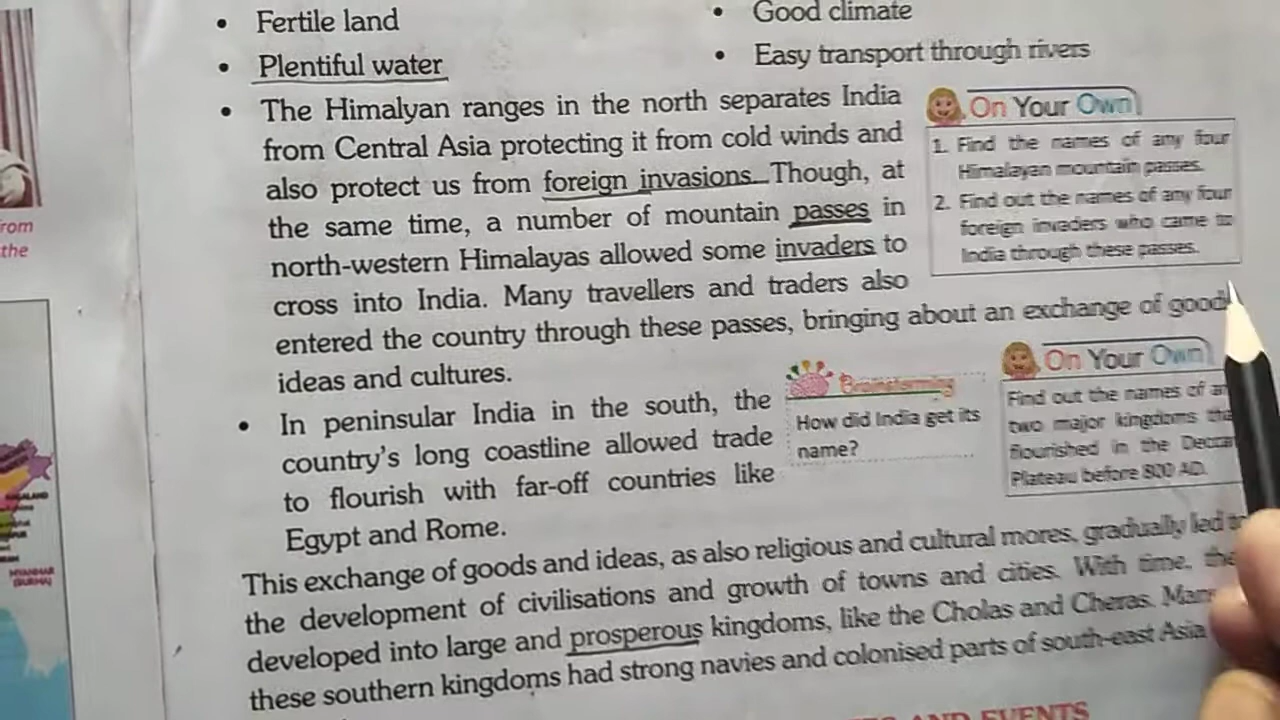 • Fertile land
• Good climate
• Plentiful water
• Easy transport through rivers
• The Himalyan ranges in the north separates India
from Central Asia protecting it from cold winds and
also protect us from foreign invasions. Though, at
the same time, a number of mountain passes in
north-western Himalayas allowed some invaders to
cross into India. Many travellers and traders also
entered the country through these passes, bringing about an exchange of good
ideas and cultures.
On Your Own
1. Find the names of any four
Himalayan mountain passes.
2. Find out the names of any four
foreign invaders who came to
India through these passes.
• In peninsular India in the south, the
country's long coastline allowed trade
to flourish with far-off countries like
Egypt and Rome.
Brainstorming
How did India get its
name?
On Your Own
Find out the names of
two major kingdoms
flourished in the
Plateau before 800 AD.
This exchange of goods and ideas, as also religious and cultural mores, gradually led
the development of civilisations and growth of towns and cities. With time,
developed into large and prosperous kingdoms, like the Cholas and Cheras.
these southern kingdoms had strong navies and colonised parts of south-east Asia
AND EVENTS
rom
the
NAGALAND
MYANMAR
(BURMA)